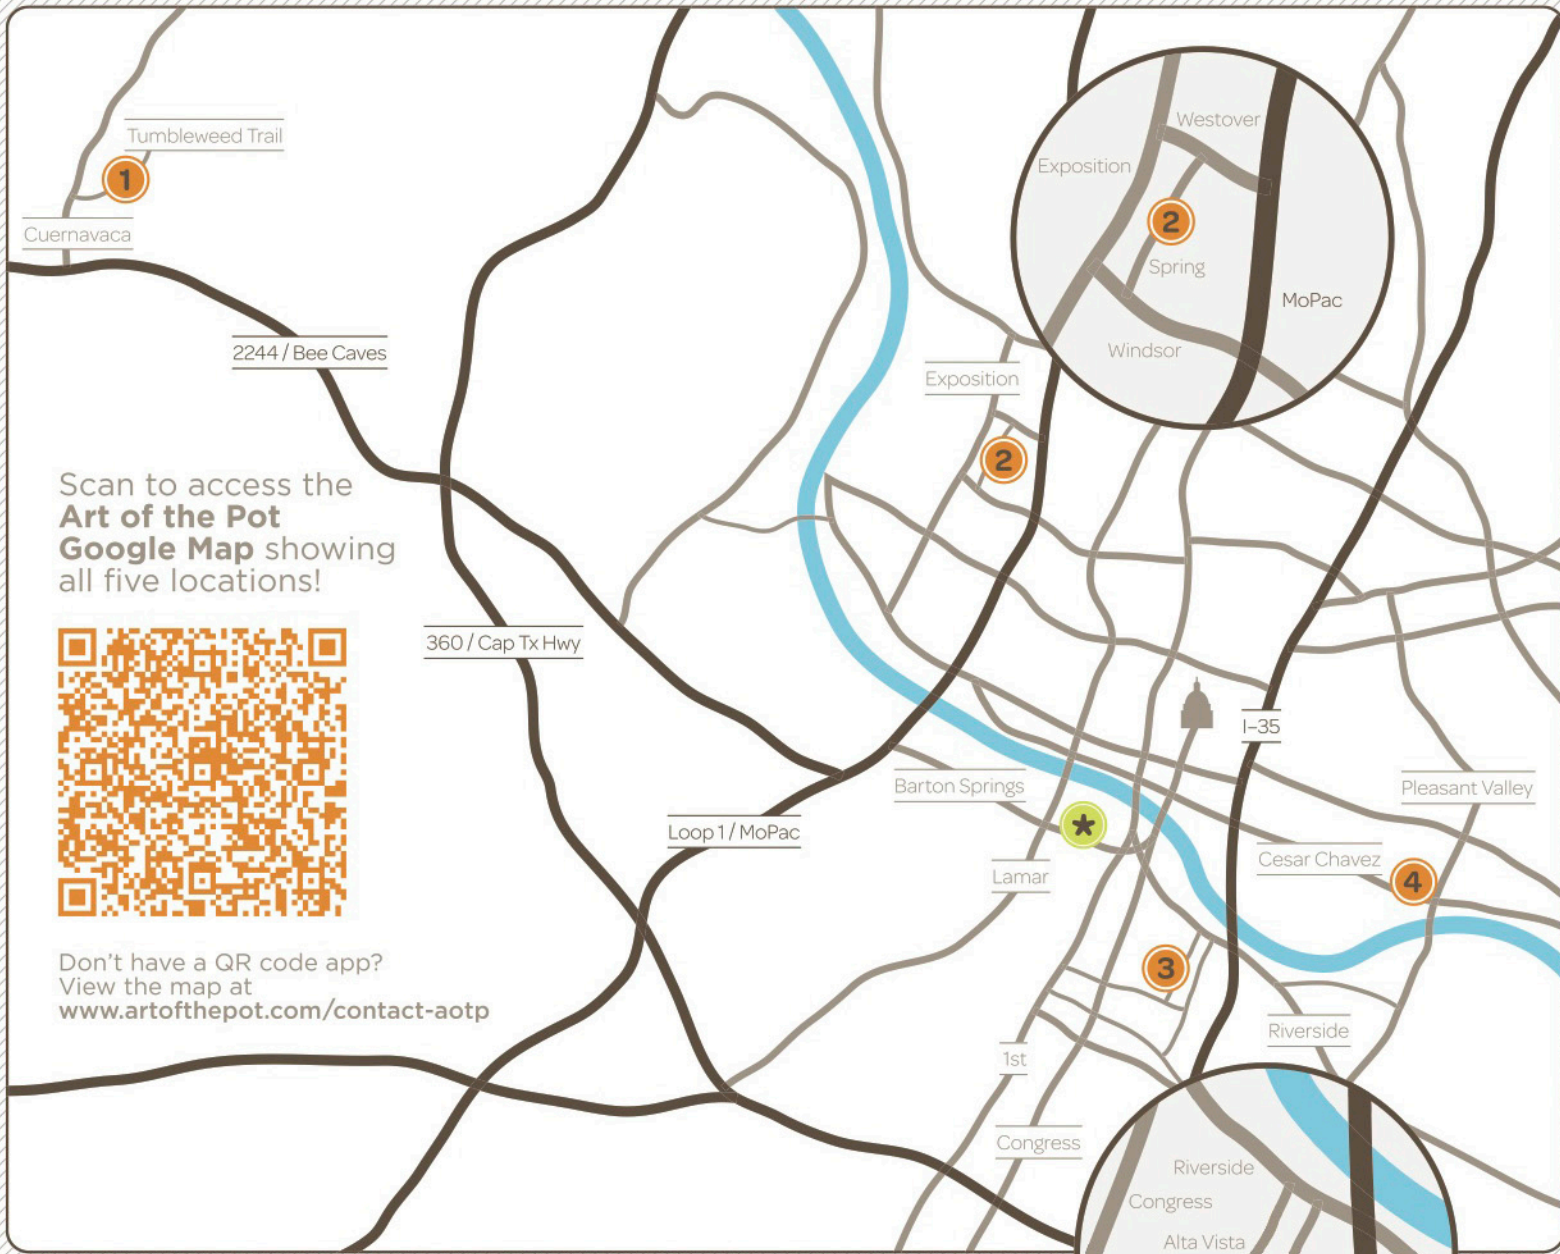 Tumbleweed Trail
1
Cuernavaca
2244 / Bee Caves
Westover
Exposition
2
Spring
MoPac
Windsor
Exposition
2
Scan to access the
Art of the Pot
Google Map showing
all five locations!
360 / Cap Tx Hwy
I-35
Barton Springs
Pleasant Valley
Loop 1 / MoPac
Lamar
Cesar Chavez
4
3
Don't have a QR code app?
View the map at
www.artofthepot.com/contact-aotp
Riverside
1st
Congress
Riverside
Congress
Alta Vista